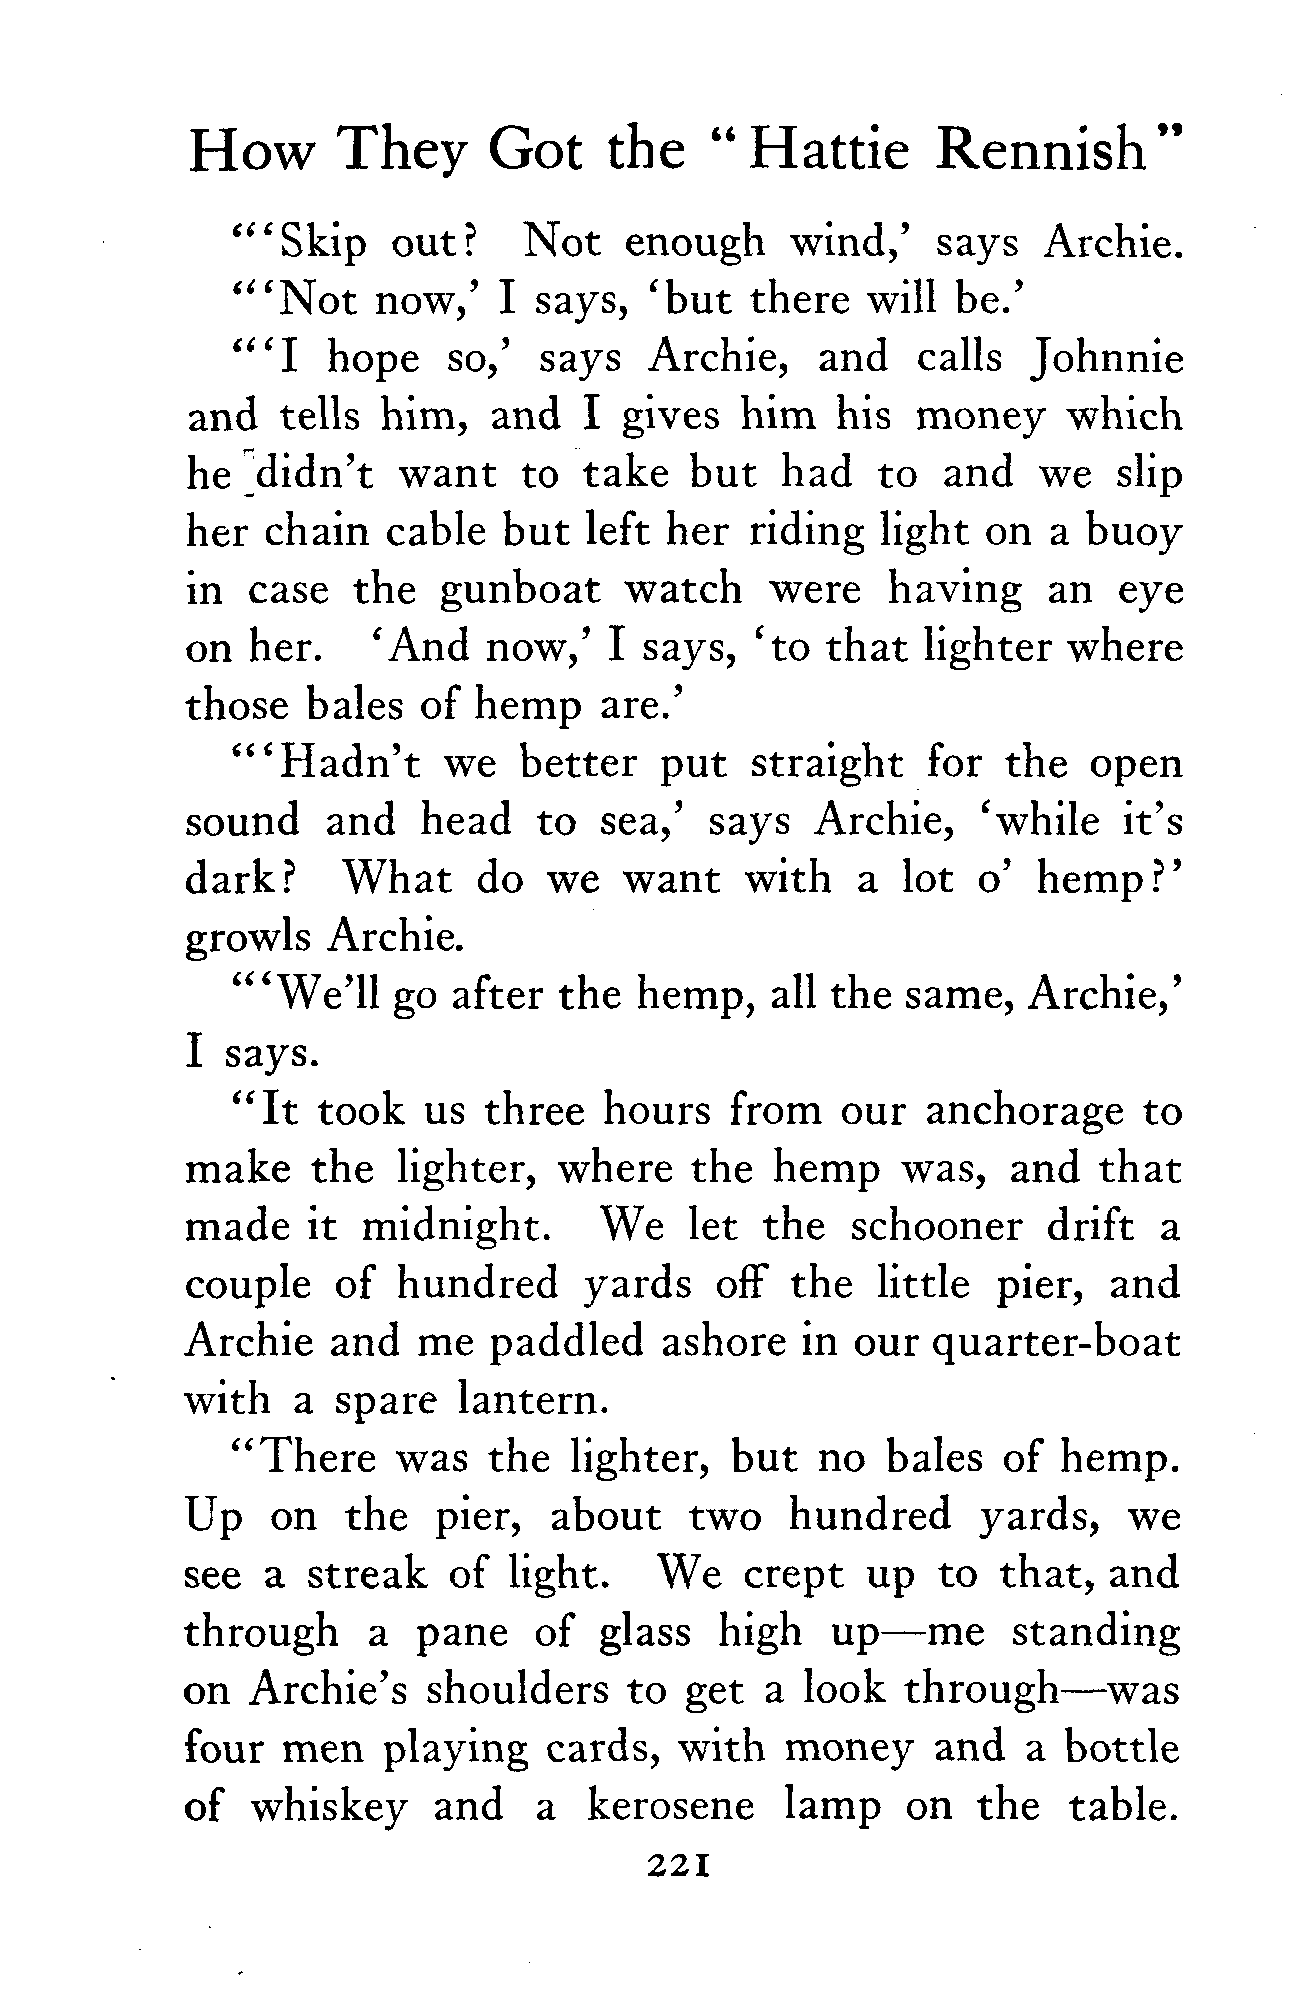 How They Got the “Hattie Rennish”
“‘Skip out? Not enough wind,’ says Archie.
“‘Not now,’ I says, ‘but there will be.’
“‘I hope so,’ says Archie, and calls Johnnie
and tells him, and I gives him his money which
he didn’t want to take but had to and we slip
her chain cable but left her riding light on a buoy
in case the gunboat watch were having an eye
on her. ‘And now,’ I says, ‘to that lighter where
those bales of hemp are.’
“‘Hadn’t we better put straight for the open
sound and head to sea,’ says Archie, ‘while it’s
dark? What do we want with a lot o’ hemp?’
growls Archie.
“‘We’ll go after the hemp, all the same, Archie,’
I says.
“It took us three hours from our anchorage to
make the lighter, where the hemp was, and that
made it midnight. We let the schooner drift a
couple of hundred yards off the little pier, and
Archie and me paddled ashore in our quarter-boat
with a spare lantern.
“There was the lighter, but no bales of hemp.
Up on the pier, about two hundred yards, we
see a streak of light. We crept up to that, and
through a pane of glass high up—me standing
on Archie’s shoulders to get a look through—was
four men playing cards, with money and a bottle
of whiskey and a kerosene lamp on the table.
221